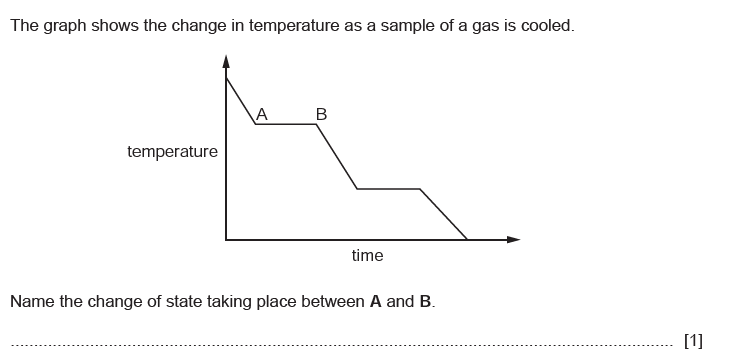 The graph shows the change in temperature as a sample of a gas is cooled.
A
B
temperature
time
Name the change of state taking place between A and B.
[1]